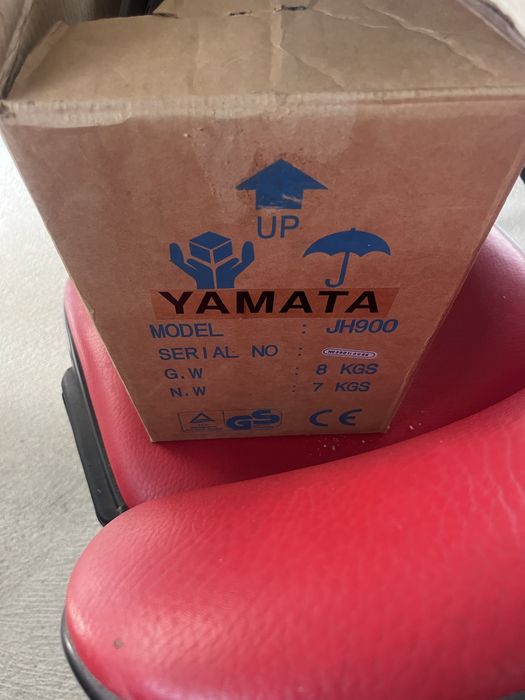 UP
YAMATA
MODEL : JH900
SERIAL NO :
G.W : 8 KGS
N.W : 7 KGS
GS CE